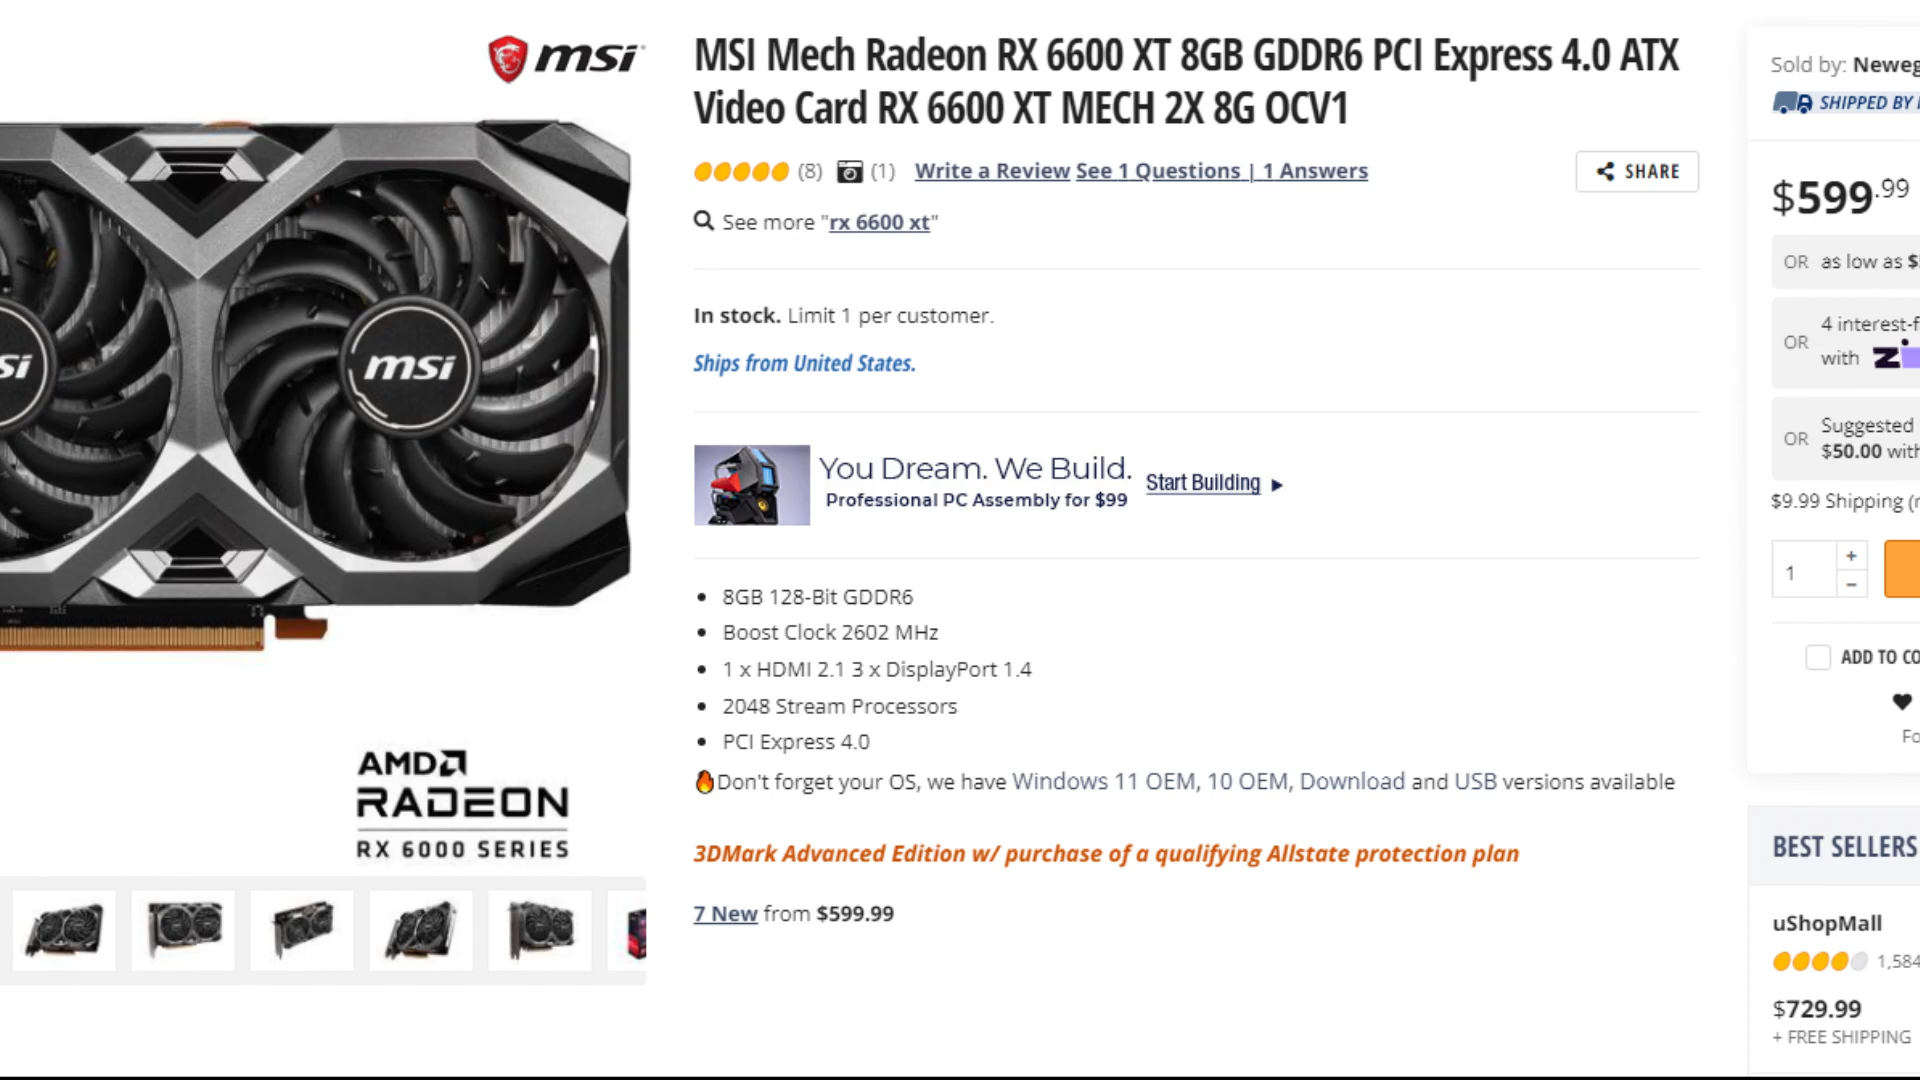 msi
MSI Mech Radeon RX 6600 XT 8GB GDDR6 PCI Express 4.0 ATX
Video Card RX 6600 XT MECH 2X 8G OCV1
(8) (1) Write a Review See 1 Questions | 1 Answers
SHARE
See more "rx 6600 xt"
In stock. Limit 1 per customer.
Ships from United States.
You Dream. We Build.
Professional PC Assembly for $99
Start Building
8GB 128-Bit GDDR6
Boost Clock 2602 MHz
1 x HDMI 2.1 3 x DisplayPort 1.4
2048 Stream Processors
PCI Express 4.0
Don't forget your OS, we have Windows 11 OEM, 10 OEM, Download and USB versions available
3DMark Advanced Edition w/ purchase of a qualifying Allstate protection plan
7 New from $599.99
msi
si
AMD
RADEON
RX 6000 SERIES
Sold by: Neweg
SHIPPED BY
$599.99
OR as low as $
OR
4 interest-f
with
OR
Suggested
$50.00 with
$9.99 Shipping (
1
+
−
ADD TO CO
Fo
BEST SELLERS
uShopMall
1,584
$729.99
+ FREE SHIPPING